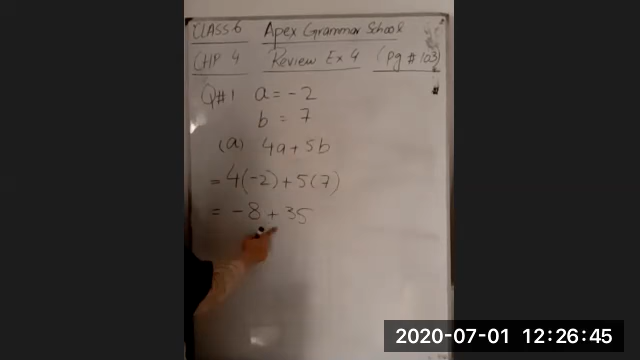 CLASS 6 Apex Grammar School
CHP 4 Review Ex 4 (pg # 103)
Q#1 a = -2
b = 7
(a) 4a + 5b
= 4(-2) + 5(7)
= -8 + 35
2020-07-01 12:26:45